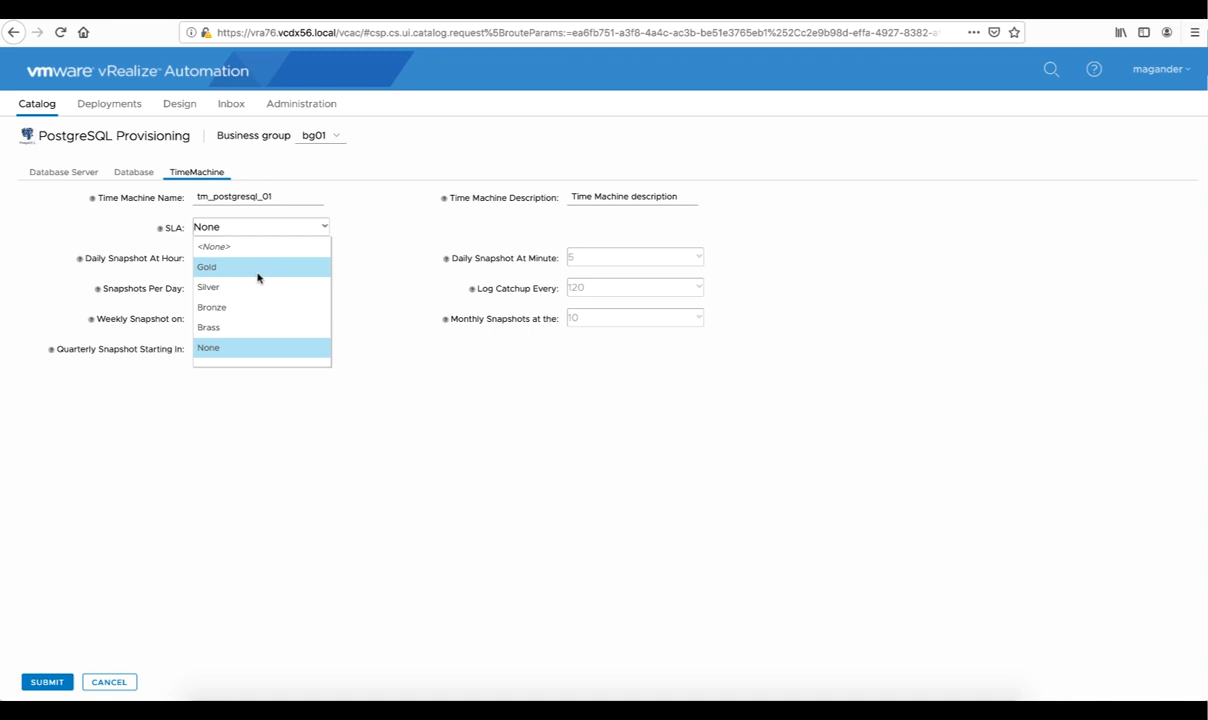 https://vra76.vcdx56.local/vcac/#csp.cs.ui.catalog.request%5BrouteParams:=ea6fb751-a3f8-4a4c-ac3b-be51e3765eb1%252Cc2e9b98d-effa-4927-8382-a
vmware vRealize Automation
magander
Catalog Deployments Design Inbox Administration
PostgreSQL Provisioning Business group bg01
Database Server Database TimeMachine
Time Machine Name: tm_postgresql_01 Time Machine Description: Time Machine description
SLA: None
<None>
Daily Snapshot At Hour: Daily Snapshot At Minute: 5
Gold
Snapshots Per Day: Silver Log Catchup Every: 120
Bronze
Weekly Snapshot on: Monthly Snapshots at the: 10
Brass
Quarterly Snapshot Starting In: None
SUBMIT CANCEL